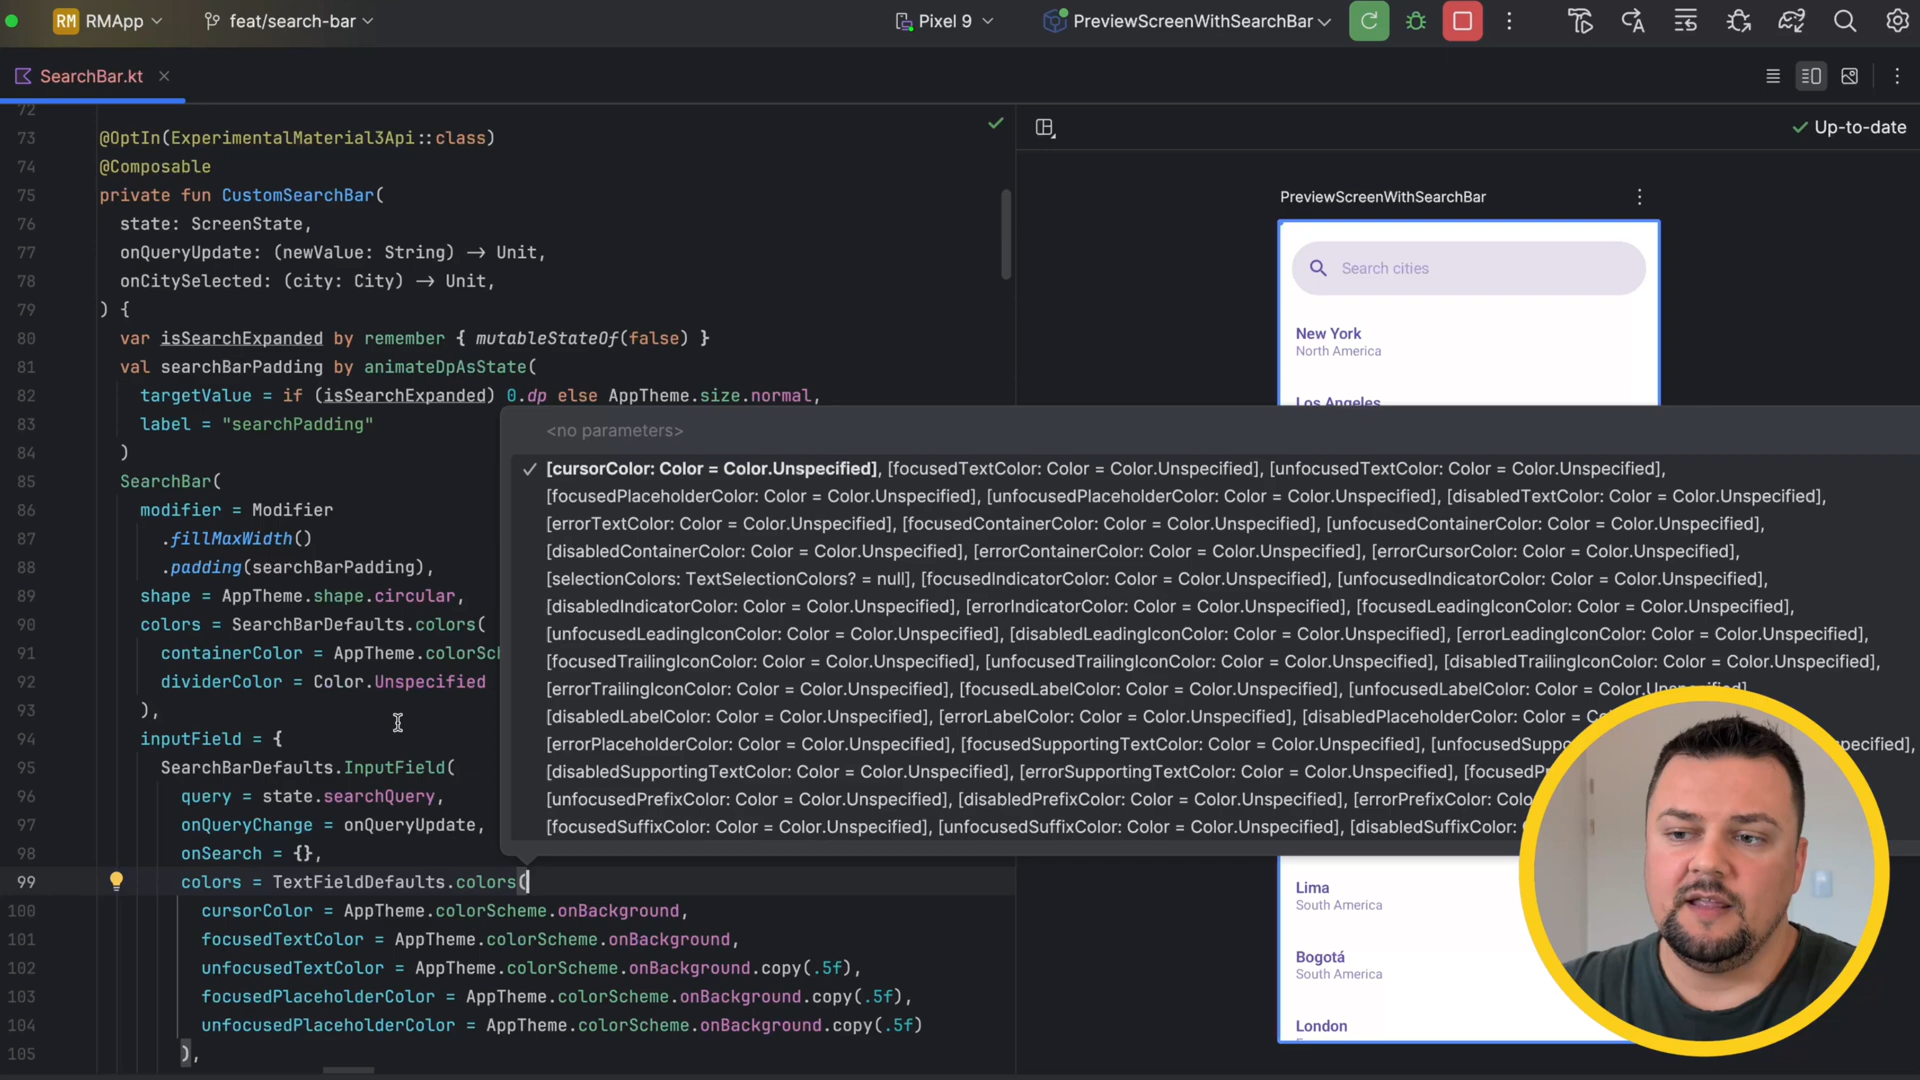 RM RMApp feat/search-bar Pixel 9 PreviewScreenWithSearchBar
SearchBar.kt
Up-to-date
72
73 @OptIn(ExperimentalMaterial3Api::class)
74 @Composable
75 private fun CustomSearchBar(
76 state: ScreenState,
77 onQueryUpdate: (newValue: String) → Unit,
78 onCitySelected: (city: City) → Unit,
79 ) {
80 var isSearchExpanded by remember { mutableStateOf(false) }
81 val searchBarPadding by animateDpAsState(
82 targetValue = if (isSearchExpanded) 0.dp else AppTheme.size.normal,
83 label = "searchPadding"
84 )
85 SearchBar(
86 modifier = Modifier
87 .fillMaxWidth()
88 .padding(searchBarPadding),
89 shape = AppTheme.shape.circular,
90 colors = SearchBarDefaults.colors(
91 containerColor = AppTheme.colorSch
92 dividerColor = Color.Unspecified
93 ),
94 inputField = {
95 SearchBarDefaults.InputField(
96 query = state.searchQuery,
97 onQueryChange = onQueryUpdate,
98 onSearch = {},
99 colors = TextFieldDefaults.colors(
100 cursorColor = AppTheme.colorScheme.onBackground,
101 focusedTextColor = AppTheme.colorScheme.onBackground,
102 unfocusedTextColor = AppTheme.colorScheme.onBackground.copy(.5f),
103 focusedPlaceholderColor = AppTheme.colorScheme.onBackground.copy(.5f),
104 unfocusedPlaceholderColor = AppTheme.colorScheme.onBackground.copy(.5f)
105 ),
<no parameters>
[cursorColor: Color = Color.Unspecified], [focusedTextColor: Color = Color.Unspecified], [unfocusedTextColor: Color = Color.Unspecified],
[focusedPlaceholderColor: Color = Color.Unspecified], [unfocusedPlaceholderColor: Color = Color.Unspecified], [disabledTextColor: Color = Color.Unspecified],
[errorTextColor: Color = Color.Unspecified], [focusedContainerColor: Color = Color.Unspecified], [unfocusedContainerColor: Color = Color.Unspecified],
[disabledContainerColor: Color = Color.Unspecified], [errorContainerColor: Color = Color.Unspecified], [errorCursorColor: Color = Color.Unspecified],
[selectionColors: TextSelectionColors? = null], [focusedIndicatorColor: Color = Color.Unspecified], [unfocusedIndicatorColor: Color = Color.Unspecified],
[disabledIndicatorColor: Color = Color.Unspecified], [errorIndicatorColor: Color = Color.Unspecified], [focusedLeadingIconColor: Color = Color.Unspecified],
[unfocusedLeadingIconColor: Color = Color.Unspecified], [disabledLeadingIconColor: Color = Color.Unspecified], [errorLeadingIconColor: Color = Color.Unspecified],
[focusedTrailingIconColor: Color = Color.Unspecified], [unfocusedTrailingIconColor: Color = Color.Unspecified], [disabledTrailingIconColor: Color = Color.Unspecified],
[errorTrailingIconColor: Color = Color.Unspecified], [focusedLabelColor: Color = Color.Unspecified], [unfocusedLabelColor: Color = Color.Unspecified],
[disabledLabelColor: Color = Color.Unspecified], [errorLabelColor: Color = Color.Unspecified], [disabledPlaceholderColor: Color =
[errorPlaceholderColor: Color = Color.Unspecified], [focusedSupportingTextColor: Color = Color.Unspecified], [unfocusedSuppo pecified],
[disabledSupportingTextColor: Color = Color.Unspecified], [errorSupportingTextColor: Color = Color.Unspecified], [focusedPr
[unfocusedPrefixColor: Color = Color.Unspecified], [disabledPrefixColor: Color = Color.Unspecified], [errorPrefixColor: Co
[focusedSuffixColor: Color = Color.Unspecified], [unfocusedSuffixColor: Color = Color.Unspecified], [disabledSuffixColor:
PreviewScreenWithSearchBar
Search cities
New York
North America
Los Angeles
Lima
South America
Bogotá
South America
London